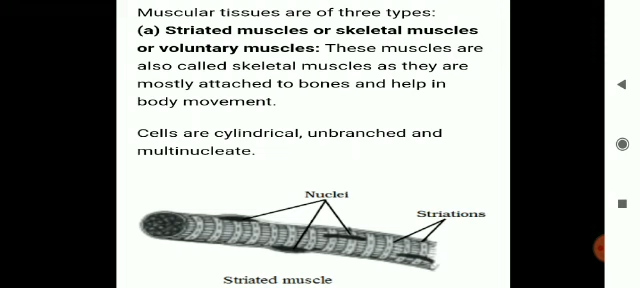 Muscular tissues are of three types:
(a) Striated muscles or skeletal muscles
or voluntary muscles: These muscles are
also called skeletal muscles as they are
mostly attached to bones and help in
body movement.
Cells are cylindrical, unbranched and
multinucleate.
Nuclei
Striations
Striated muscle